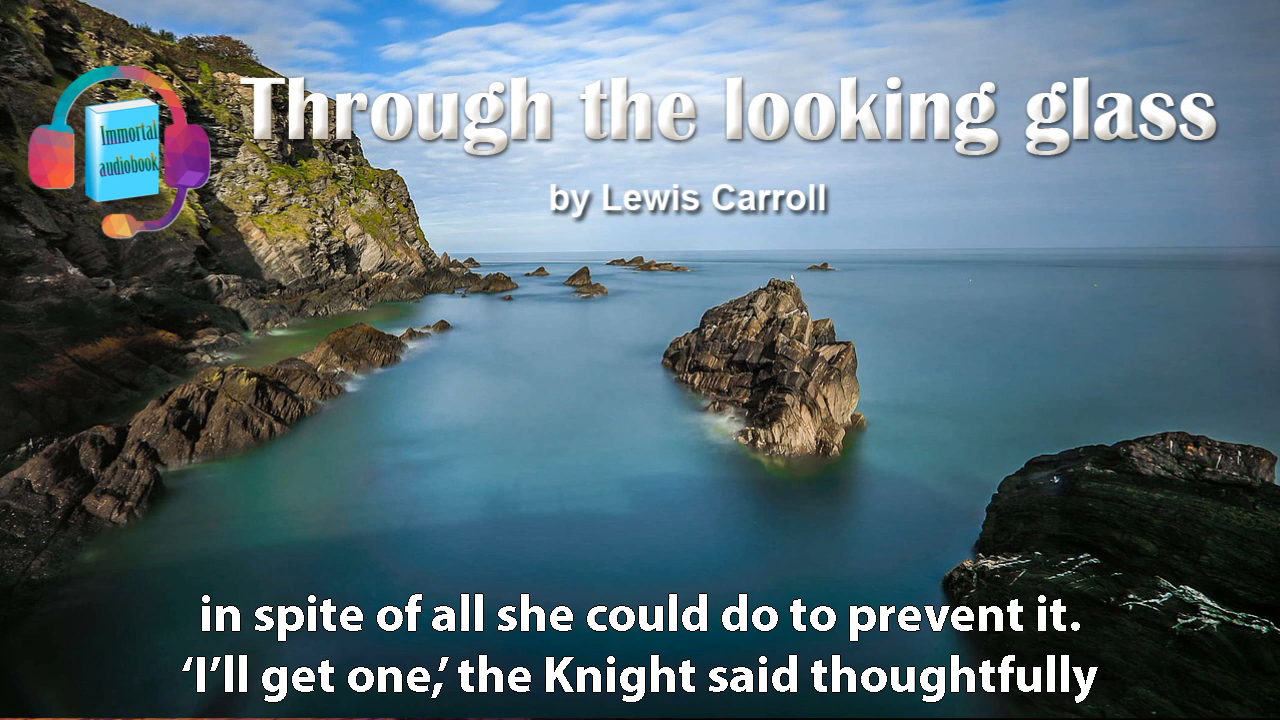 Through the looking glass
by Lewis Carroll
Immortal
audiobook
in spite of all she could do to prevent it.
‘I’ll get one,’ the Knight said thoughtfully